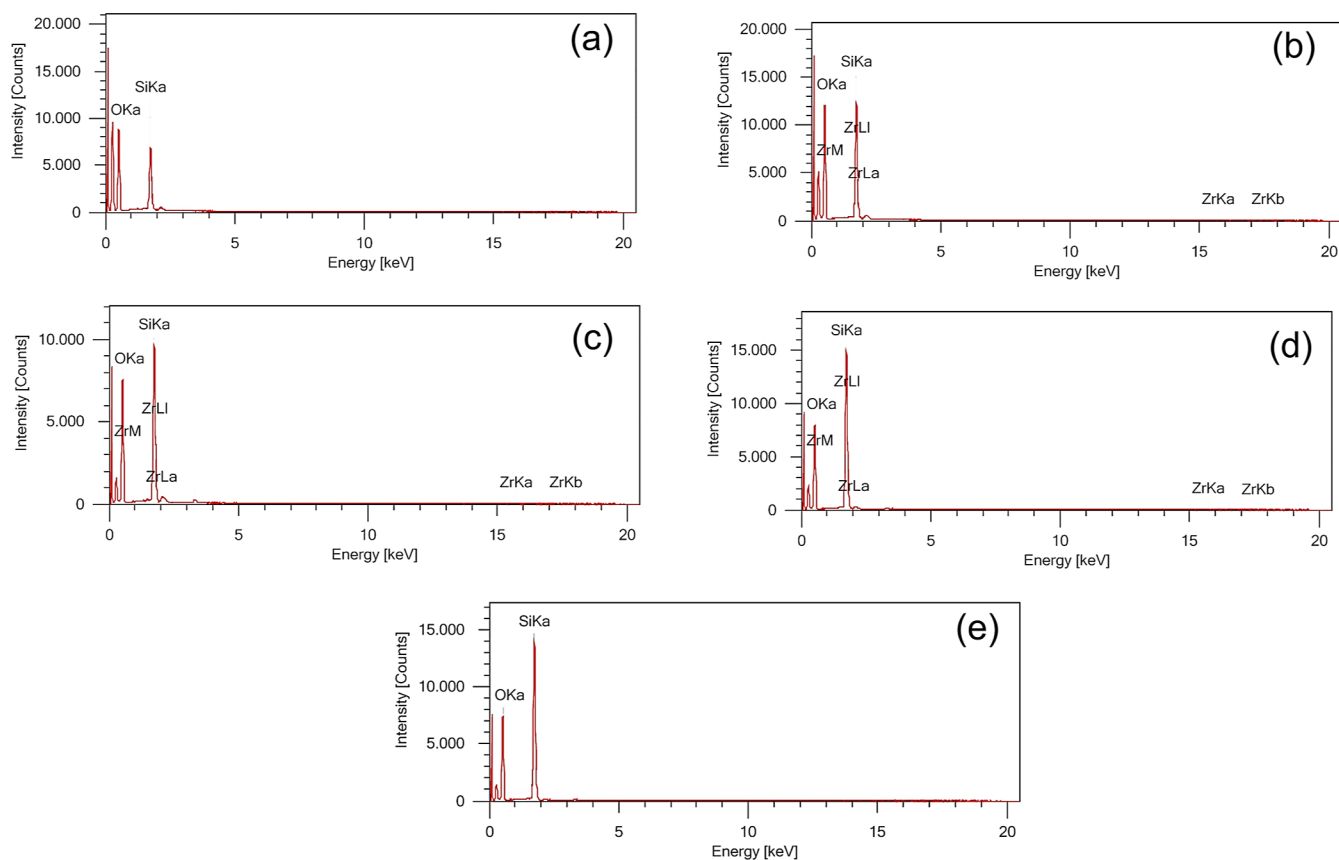 (a)
Intensity [Counts]
20.000
15.000
10.000
5.000
0
SiKa
OKa
0 5 10 15 20
Energy [keV]
(b)
Intensity [Counts]
20.000
15.000
10.000
5.000
0
SiKa
OKa
ZrLl
ZrM
ZrLa
ZrKa ZrKb
0 5 10 15 20
Energy [keV]
(c)
Intensity [Counts]
10.000
5.000
0
SiKa
OKa
ZrLl
ZrM
ZrLa
ZrKa ZrKb
0 5 10 15 20
Energy [keV]
(d)
Intensity [Counts]
15.000
10.000
5.000
0
SiKa
ZrLl
OKa
ZrM
ZrLa
ZrKa ZrKb
0 5 10 15 20
Energy [keV]
(e)
Intensity [Counts]
15.000
10.000
5.000
0
SiKa
OKa
0 5 10 15 20
Energy [keV]